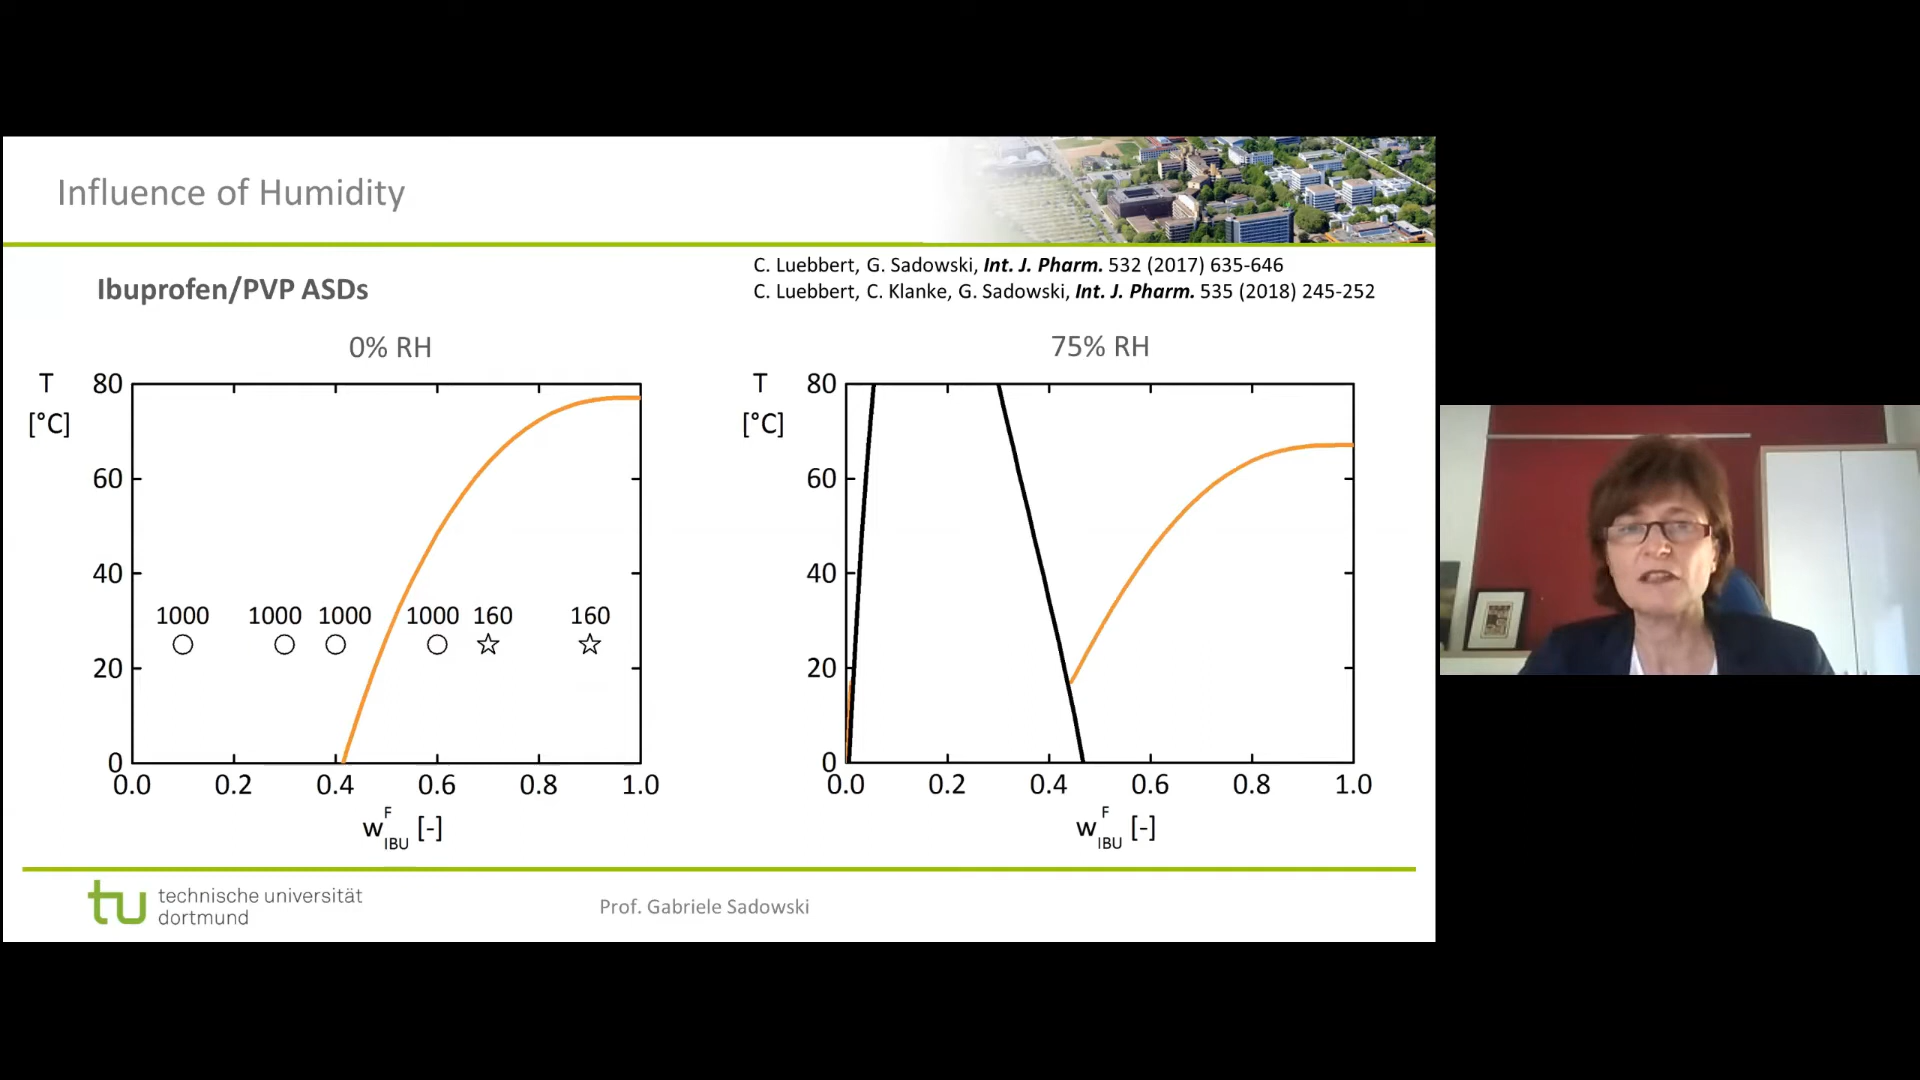 Influence of Humidity
C. Luebbert, G. Sadowski, Int. J. Pharm. 532 (2017) 635-646
C. Luebbert, C. Klanke, G. Sadowski, Int. J. Pharm. 535 (2018) 245-252
Ibuprofen/PVP ASDs
0% RH
T
[°C]
80
60
40
20
0
1000 1000 1000 1000 160 160
0.0 0.2 0.4 0.6 0.8 1.0
w F IBU [-]
75% RH
T
[°C]
80
60
40
20
0
0.0 0.2 0.4 0.6 0.8 1.0
w F IBU [-]
tu technische universität
dortmund
Prof. Gabriele Sadowski